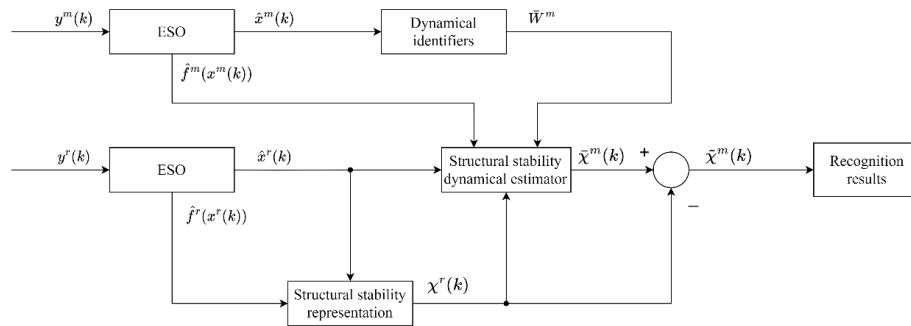 y^m(k)
ESO
x̂^m(k)
Dynamical
identifiers
W̄^m
f̂^m(x^m(k))
y^r(k)
ESO
x̂^r(k)
Structural stability
dynamical estimator
χ̄^m(k)
+
χ̃^m(k)
Recognition
results
−
f̂^r(x^r(k))
Structural stability
representation
χ^r(k)